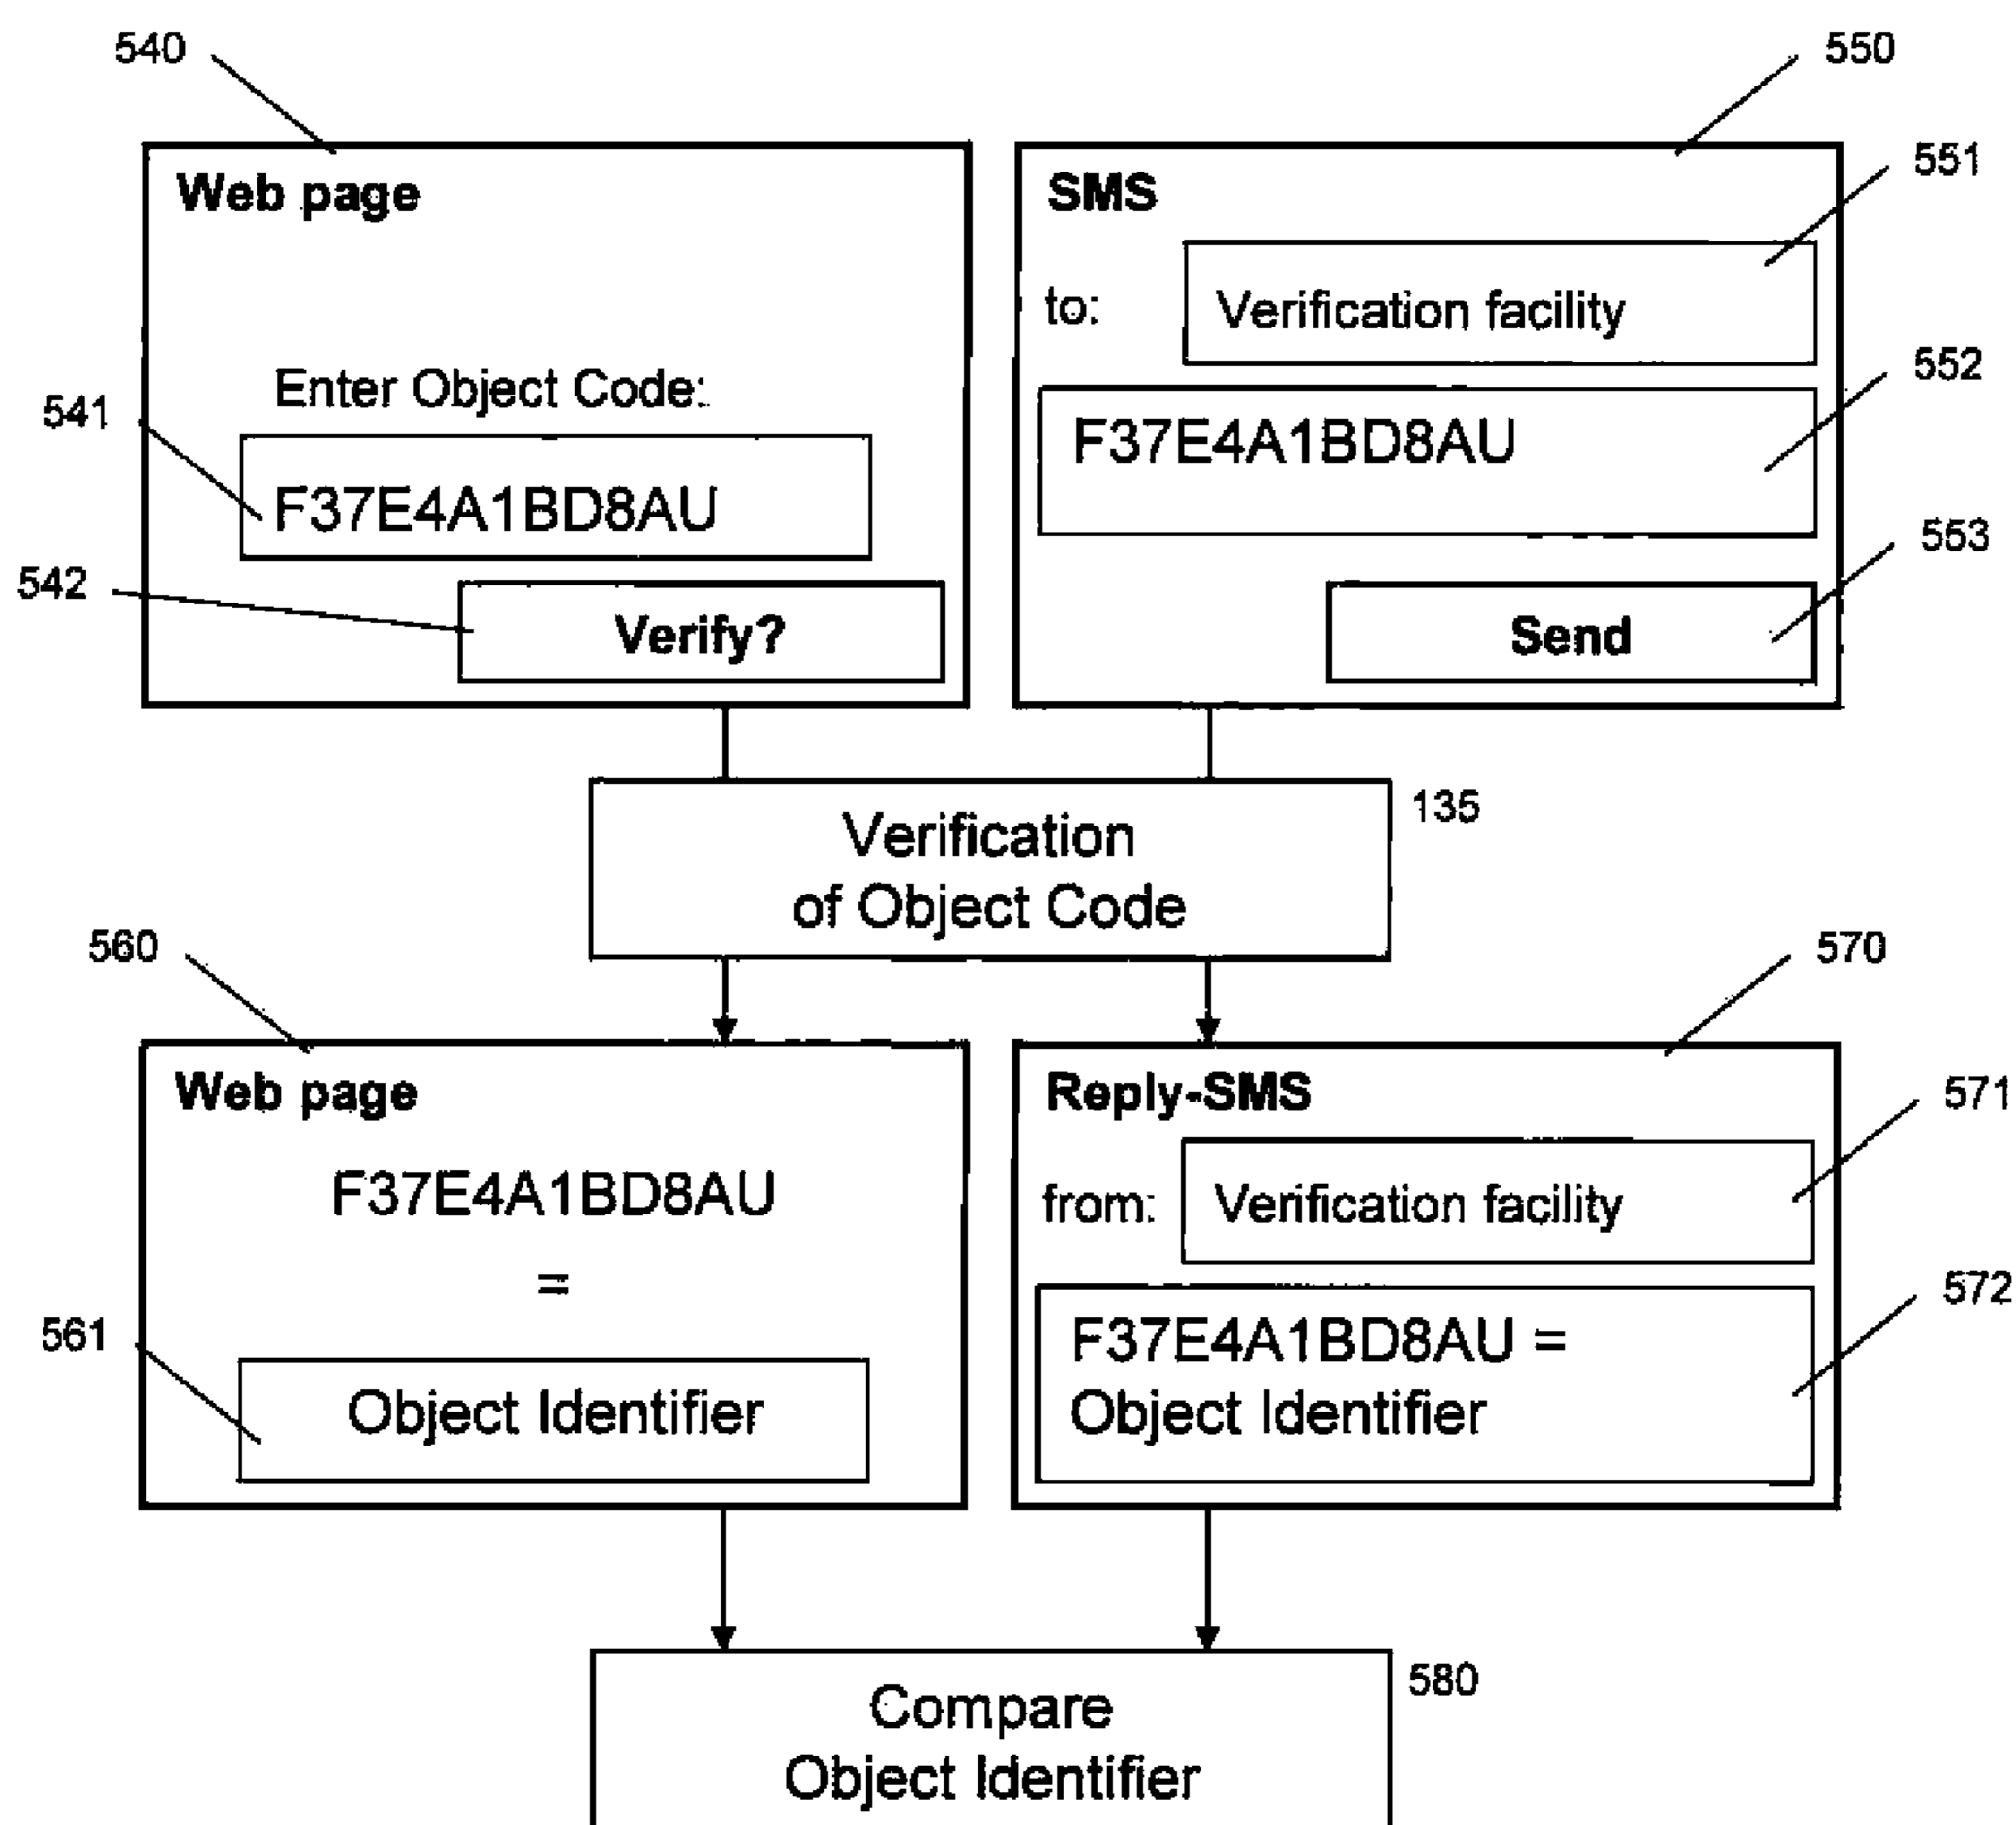 540
550
Web page
Enter Object Code:
541
F37E4A1BD8AU
542
Verify?
SMS
551
to:
Verification facility
552
F37E4A1BD8AU
553
Send
Verification
of Object Code
135
560
570
Web page
F37E4A1BD8AU
=
561
Object Identifier
Reply-SMS
571
from:
Verification facility
572
F37E4A1BD8AU =
Object Identifier
Compare
Object Identifier
580